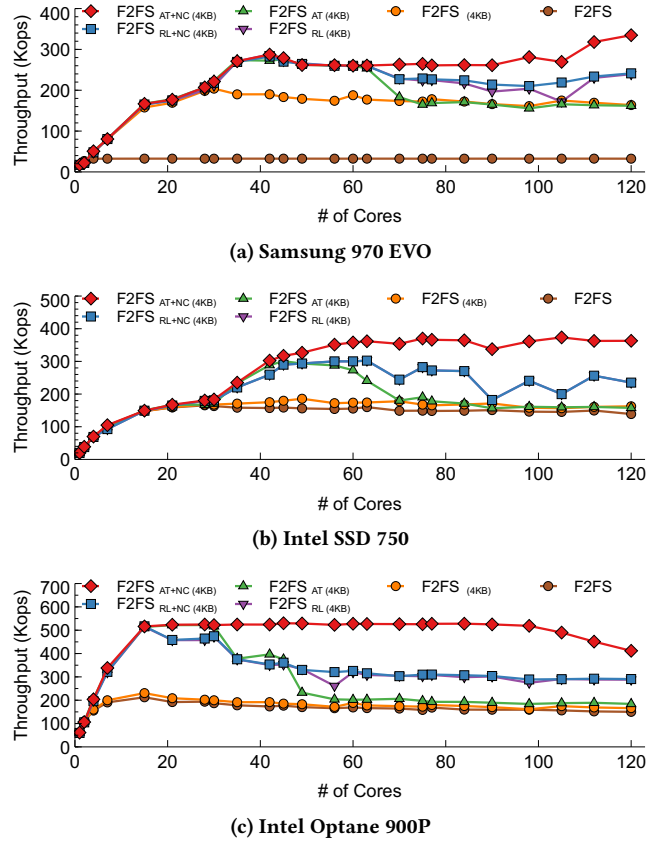 F2FS AT+NC (4KB) F2FS AT (4KB) F2FS (4KB) F2FS
F2FS RL+NC (4KB) F2FS RL (4KB)
Throughput (Kops)
400
300
200
100
0
0 20 40 60 80 100 120
# of Cores
(a) Samsung 970 EVO
F2FS AT+NC (4KB) F2FS AT (4KB) F2FS (4KB) F2FS
F2FS RL+NC (4KB) F2FS RL (4KB)
Throughput (Kops)
500
400
300
200
100
0
0 20 40 60 80 100 120
# of Cores
(b) Intel SSD 750
F2FS AT+NC (4KB) F2FS AT (4KB) F2FS (4KB) F2FS
F2FS RL+NC (4KB) F2FS RL (4KB)
Throughput (Kops)
700
600
500
400
300
200
100
0
0 20 40 60 80 100 120
# of Cores
(c) Intel Optane 900P